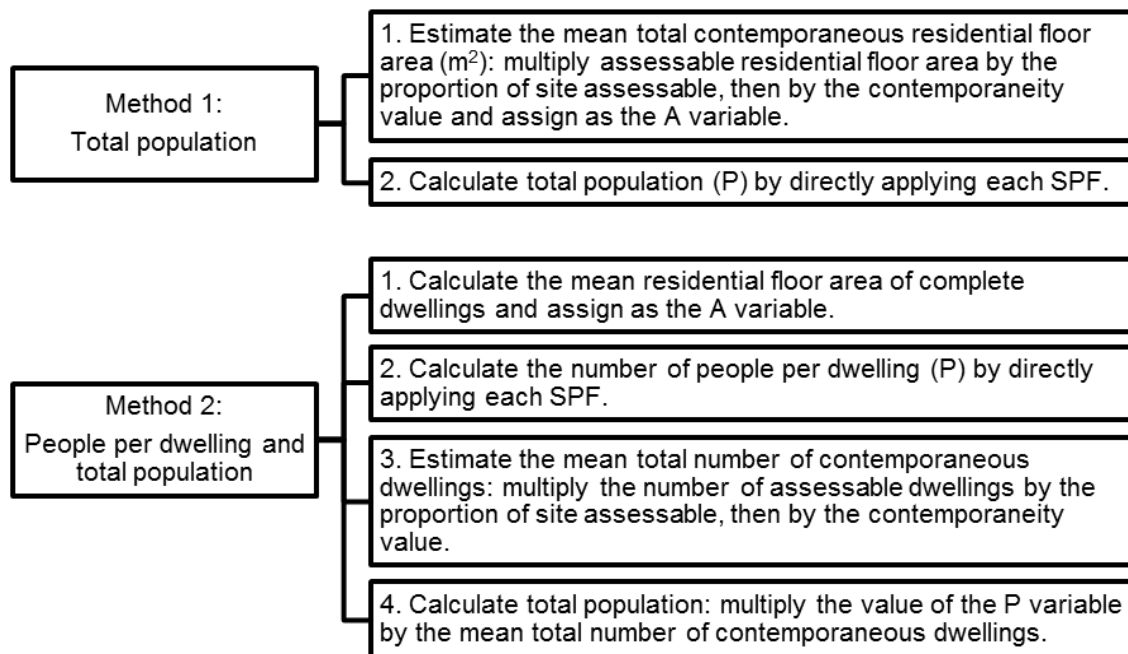 Method 1:
Total population
1. Estimate the mean total contemporaneous residential floor
area (m²): multiply assessable residential floor area by the
proportion of site assessable, then by the contemporaneity
value and assign as the A variable.
2. Calculate total population (P) by directly applying each SPF.
Method 2:
People per dwelling and
total population
1. Calculate the mean residential floor area of complete
dwellings and assign as the A variable.
2. Calculate the number of people per dwelling (P) by directly
applying each SPF.
3. Estimate the mean total number of contemporaneous
dwellings: multiply the number of assessable dwellings by the
proportion of site assessable, then by the contemporaneity
value.
4. Calculate total population: multiply the value of the P variable
by the mean total number of contemporaneous dwellings.